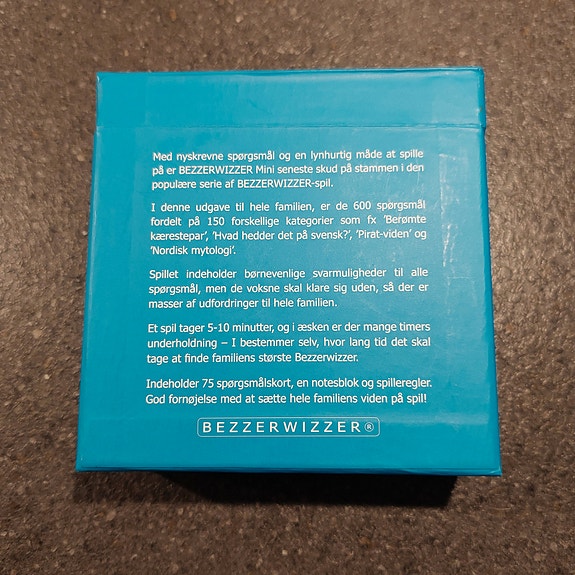 Med nyskrevne spørgsmål og en lynhurtig måde at spille
på er BEZZERWIZZER Mini seneste skud på stammen i den
populære serie af BEZZERWIZZER-spil.
I denne udgave til hele familien, er de 600 spørgsmål
fordelt på 150 forskellige kategorier som fx 'Berømte
kærestepar', 'Hvad hedder det på svensk?', 'Pirat-viden' og
'Nordisk mytologi'.
Spillet indeholder børnevenlige svarmuligheder til alle
spørgsmål, men de voksne skal klare sig uden, så der er
masser af udfordringer til hele familien.
Et spil tager 5-10 minutter, og i æsken er der mange timers
underholdning – I bestemmer selv, hvor lang tid det skal
tage at finde familiens største Bezzerwizzer.
Indeholder 75 spørgsmålskort, en notesblok og spilleregler.
God fornøjelse med at sætte hele familiens viden på spil!
BEZZERWIZZER®